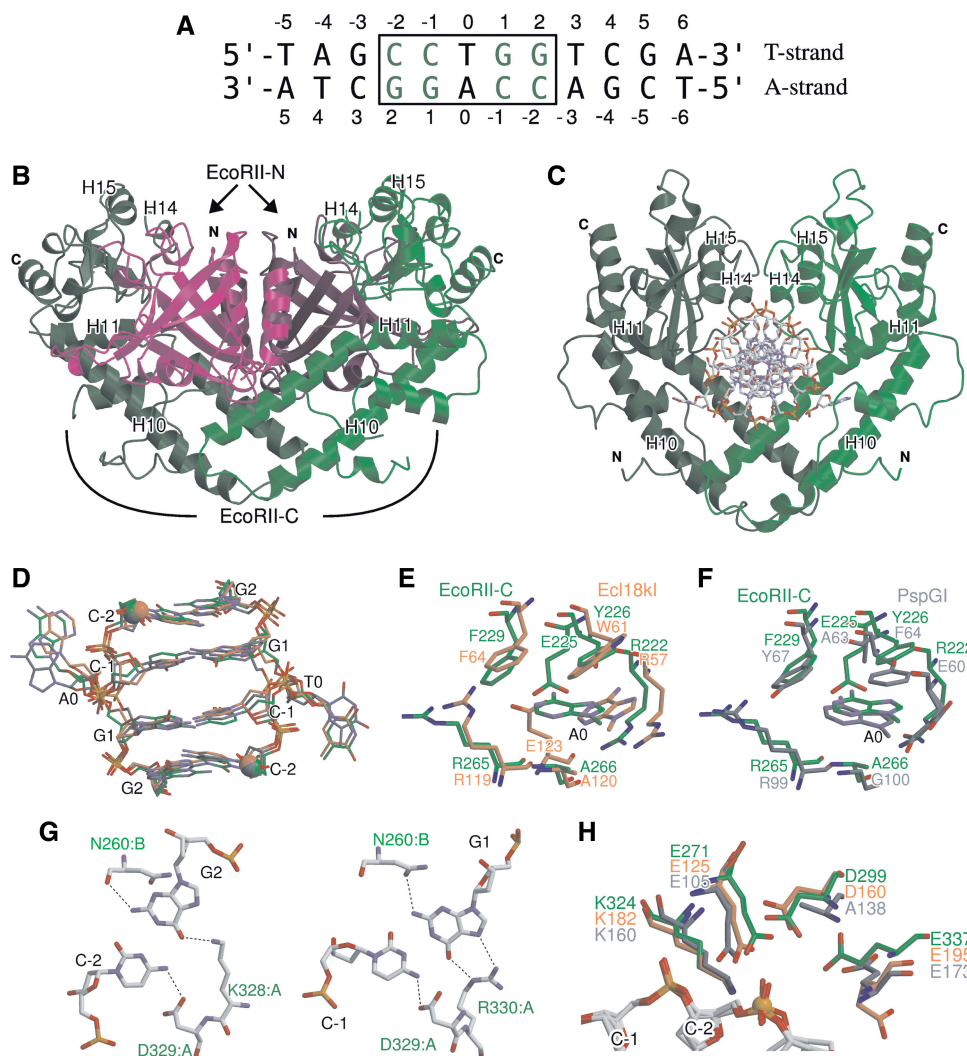 A
-5 -4 -3 -2 -1 0 1 2 3 4 5 6
5'-T A G C C T G G T C G A-3' T-strand
3'-A T C G G A C C A G C T-5' A-strand
5 4 3 2 1 0 -1 -2 -3 -4 -5 -6
B
EcoRII-N
H15
H14
N
N
H14
H15
C
C
H11
H11
H10
H10
EcoRII-C
C
C
C
H15
H15
H14
H14
H11
H11
H10
H10
N
N
D
G2
C-2
G1
C-1
A0
T0
C-1
G1
C-2
G2
E
EcoRII-C
Ecl18kI
Y226
W61
F229
E225
R222
F64
R57
A0
E123
R265
A266
R119
A120
F
EcoRII-C
PspGI
E225
Y226
A63
F64
F229
R222
Y67
E60
A0
R265
A266
R99
G100
G
N260:B
G2
C-2
K328:A
D329:A
N260:B
G1
C-1
R330:A
D329:A
H
E271
E125
E105
D299
D160
A138
K324
K182
K160
E337
E195
E173
C-1
C-2